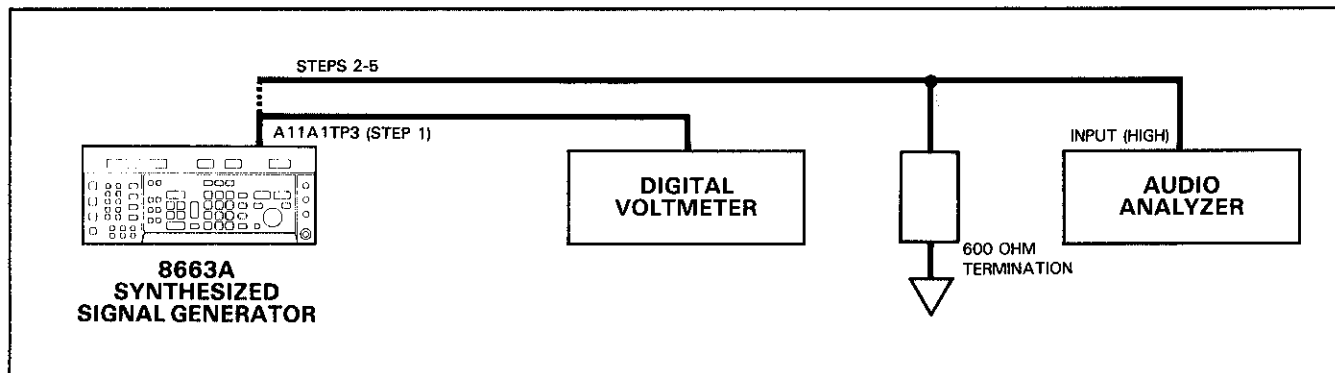 STEPS 2-5
A11A1TP3 (STEP 1)
INPUT (HIGH)
DIGITAL
VOLTMETER
AUDIO
ANALYZER
600 OHM
TERMINATION
8663A
SYNTHESIZED
SIGNAL GENERATOR